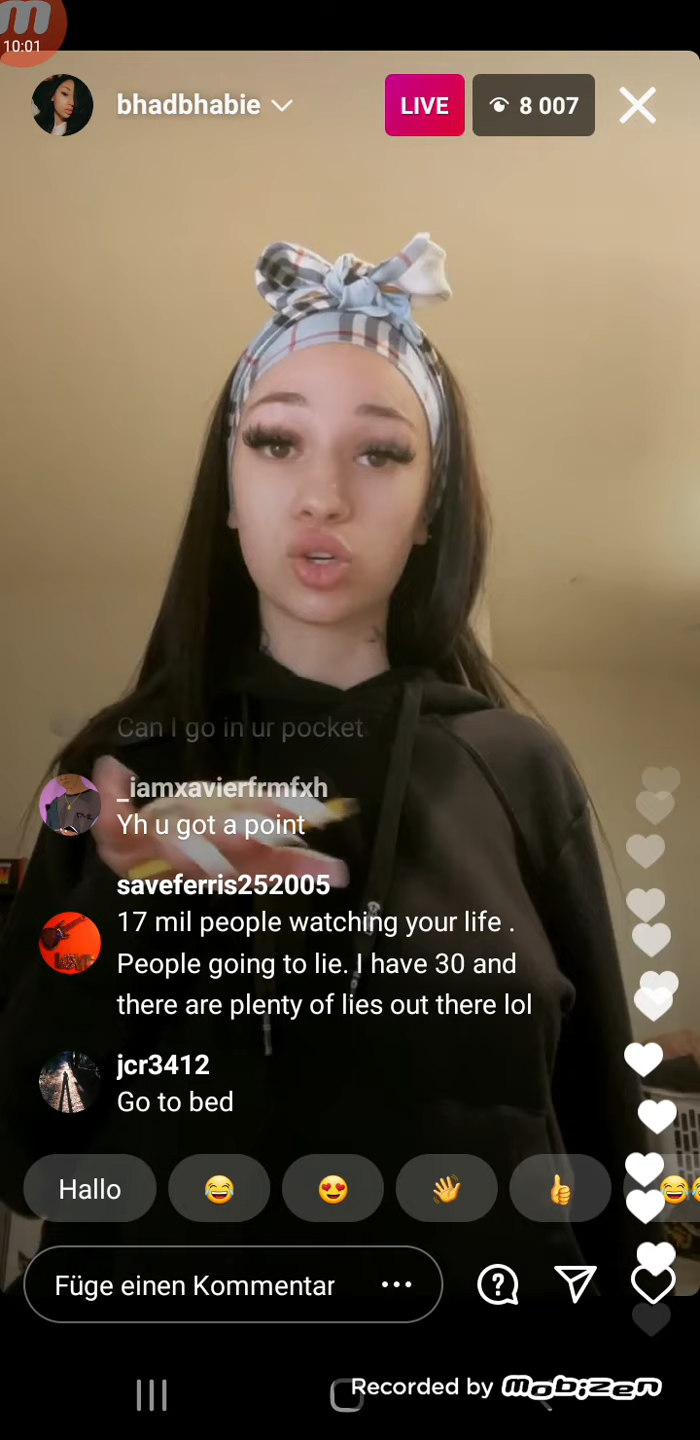 10:01
bhadbhabie
LIVE
8 007
Can I go in ur pocket
_iamxavierfrmfxh
Yh u got a point
saveferris252005
17 mil people watching your life .
People going to lie. I have 30 and
there are plenty of lies out there lol
jcr3412
Go to bed
Hallo
Füge einen Kommentar
Recorded by mobizen